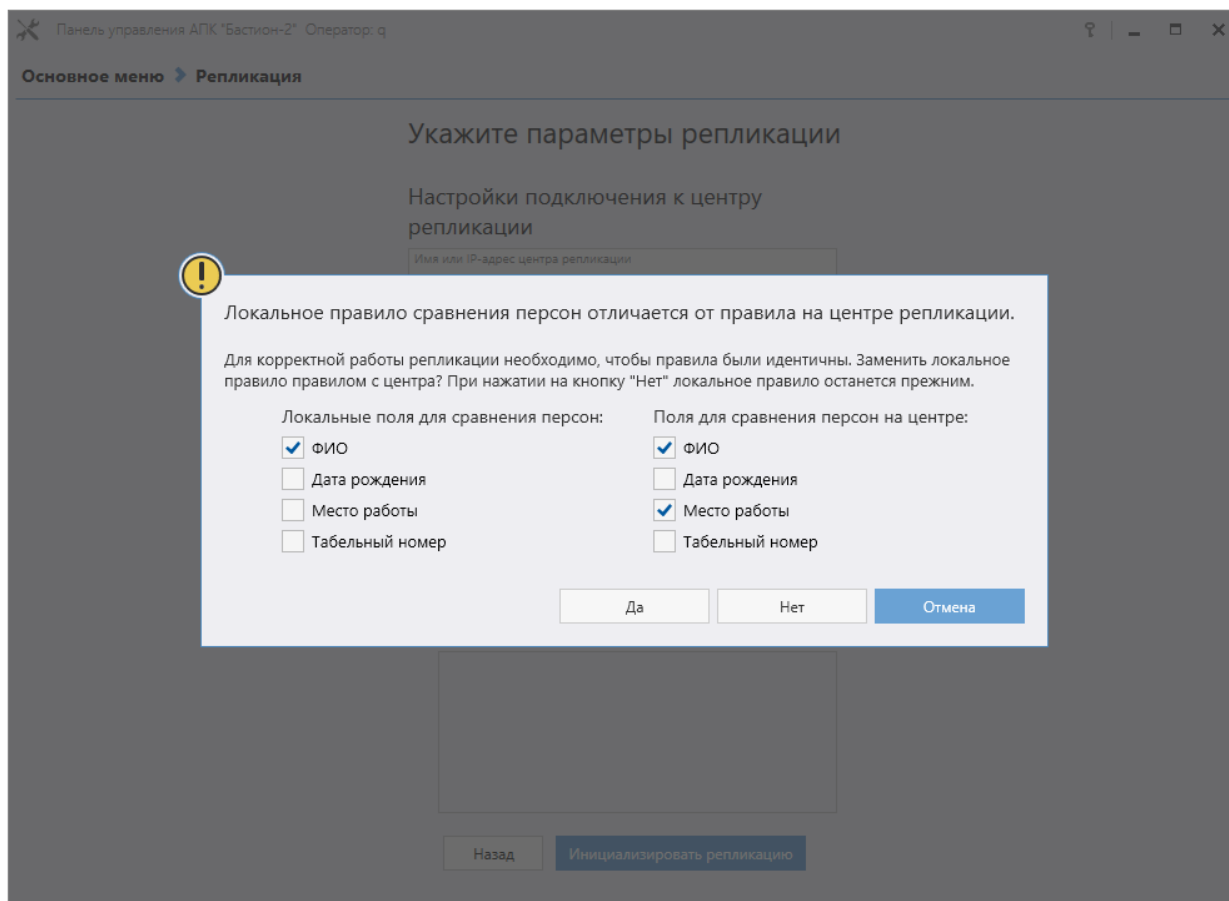 Панель управления АПК "Бастион-2" Оператор: q
Основное меню Репликация
Укажите параметры репликации
Настройки подключения к центру
репликации
Имя или IP-адрес центра репликации
Локальное правило сравнения персон отличается от правила на центре репликации.
Для корректной работы репликации необходимо, чтобы правила были идентичны. Заменить локальное
правило правилом с центра? При нажатии на кнопку "Нет" локальное правило останется прежним.
Локальные поля для сравнения персон:
ФИО
Дата рождения
Место работы
Табельный номер
Поля для сравнения персон на центре:
ФИО
Дата рождения
Место работы
Табельный номер
Да Нет Отмена
Назад Инициализировать репликацию